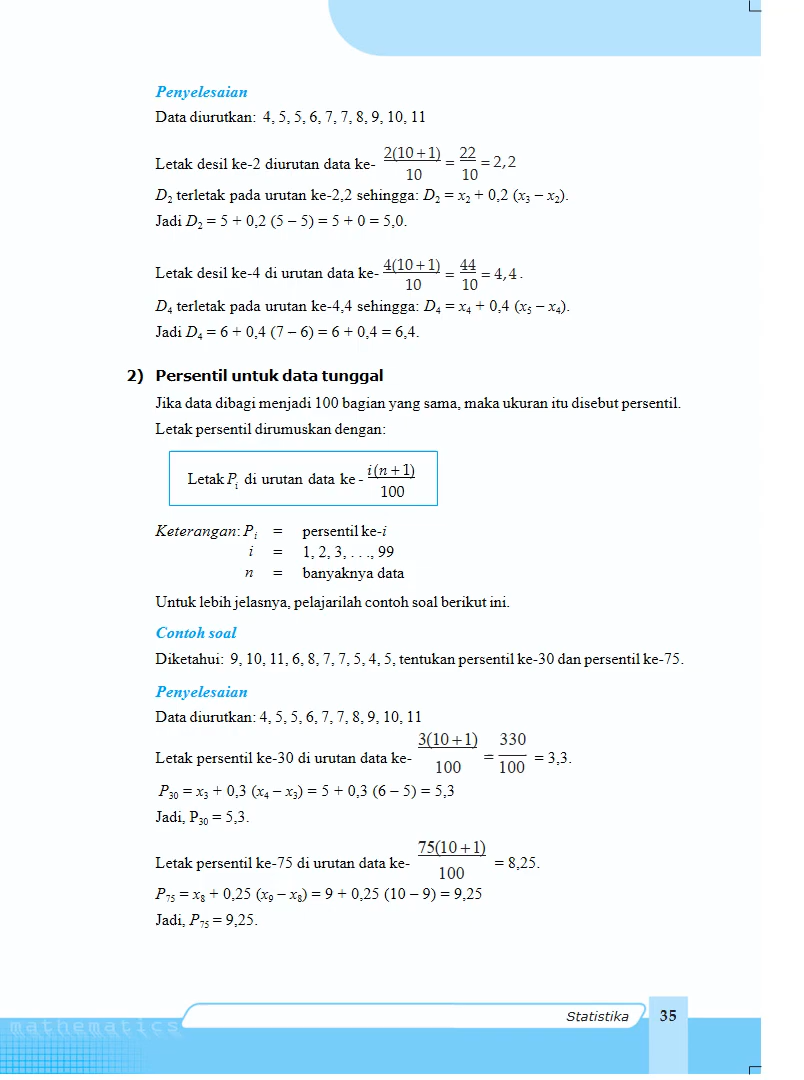 Penyelesaian
Data diurutkan: 4, 5, 5, 6, 7, 7, 8, 9, 10, 11
Letak desil ke-2 diurutan data ke- 2(10 + 1)/10 = 22/10 = 2,2
D₂ terletak pada urutan ke-2,2 sehingga: D₂ = x₂ + 0,2 (x₃ – x₂).
Jadi D₂ = 5 + 0,2 (5 – 5) = 5 + 0 = 5,0.
Letak desil ke-4 di urutan data ke- 4(10 + 1)/10 = 44/10 = 4,4 .
D₄ terletak pada urutan ke-4,4 sehingga: D₄ = x₄ + 0,4 (x₅ – x₄).
Jadi D₄ = 6 + 0,4 (7 – 6) = 6 + 0,4 = 6,4.
2) Persentil untuk data tunggal
Jika data dibagi menjadi 100 bagian yang sama, maka ukuran itu disebut persentil.
Letak persentil dirumuskan dengan:
Letak Pᵢ di urutan data ke - i(n + 1)/100
Keterangan: Pᵢ = persentil ke-i
i = 1, 2, 3, . . ., 99
n = banyaknya data
Untuk lebih jelasnya, pelajarilah contoh soal berikut ini.
Contoh soal
Diketahui: 9, 10, 11, 6, 8, 7, 7, 5, 4, 5, tentukan persentil ke-30 dan persentil ke-75.
Penyelesaian
Data diurutkan: 4, 5, 5, 6, 7, 7, 8, 9, 10, 11
Letak persentil ke-30 di urutan data ke- 3(10 + 1)/100 = 330/100 = 3,3.
P₃₀ = x₃ + 0,3 (x₄ – x₃) = 5 + 0,3 (6 – 5) = 5,3
Jadi, P₃₀ = 5,3.
Letak persentil ke-75 di urutan data ke- 75(10 + 1)/100 = 8,25.
P₇₅ = x₈ + 0,25 (x₉ – x₈) = 9 + 0,25 (10 – 9) = 9,25
Jadi, P₇₅ = 9,25.
mathematics
Statistika 35